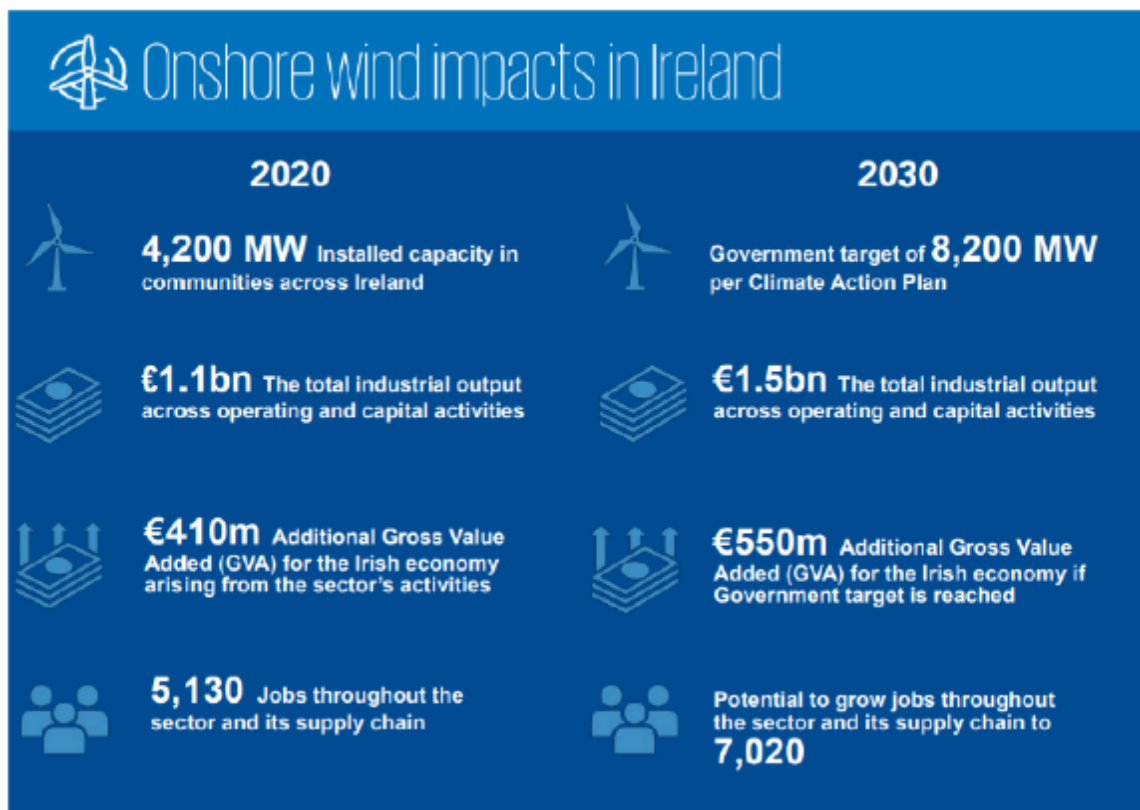 Onshore wind impacts in Ireland
2020
4,200 MW Installed capacity in
communities across Ireland
€1.1bn The total industrial output
across operating and capital activities
€410m Additional Gross Value
Added (GVA) for the Irish economy
arising from the sector's activities
5,130 Jobs throughout the
sector and its supply chain
2030
Government target of 8,200 MW
per Climate Action Plan
€1.5bn The total industrial output
across operating and capital activities
€550m Additional Gross Value
Added (GVA) for the Irish economy if
Government target is reached
Potential to grow jobs throughout
the sector and its supply chain to
7,020